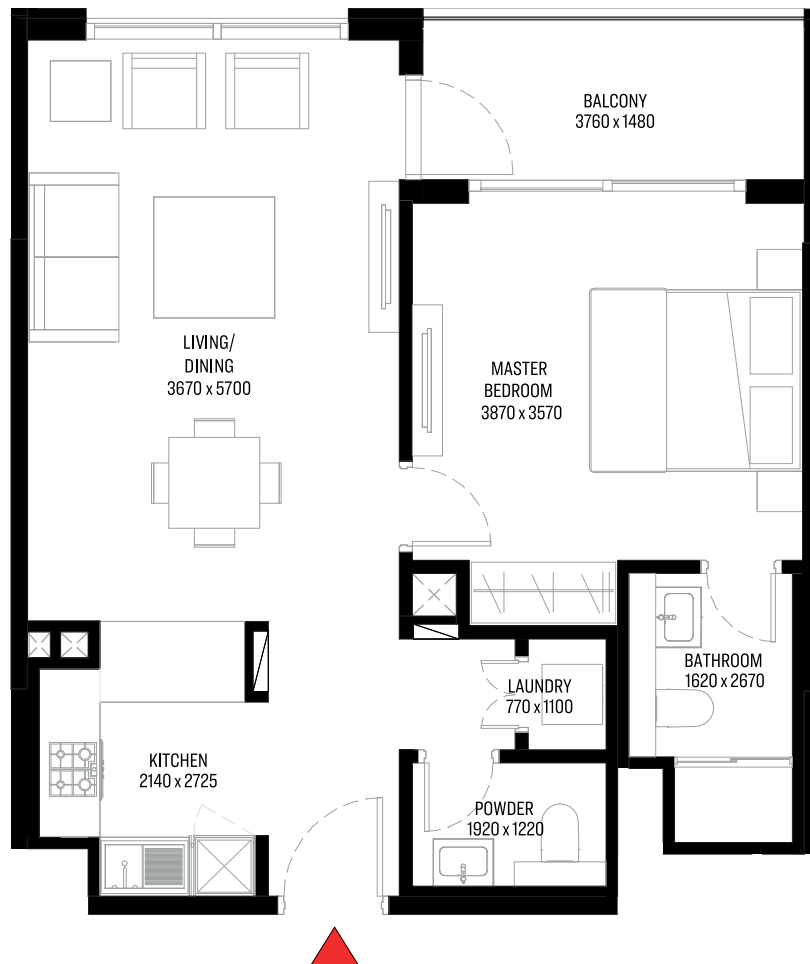 BALCONY
3760 x 1480
LIVING/
DINING
3670 x 5700
MASTER
BEDROOM
3870 x 3570
BATHROOM
1620 x 2670
LAUNDRY
770 x 1100
KITCHEN
2140 x 2725
POWDER
1920 x 1220